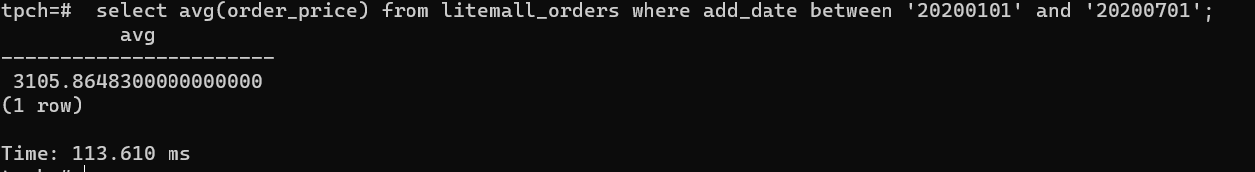 tpch=#  select avg(order_price) from litemall_orders where add_date between '20200101' and '20200701';
          avg
-----------------------
 3105.8648300000000000
(1 row)

Time: 113.610 ms